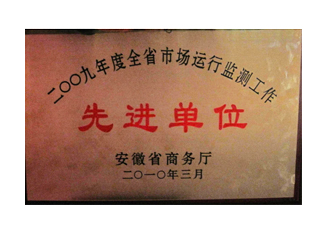 二〇〇九年度全省市场运行监测工作
先进单位
安徽省商务厅
二〇一〇年三月